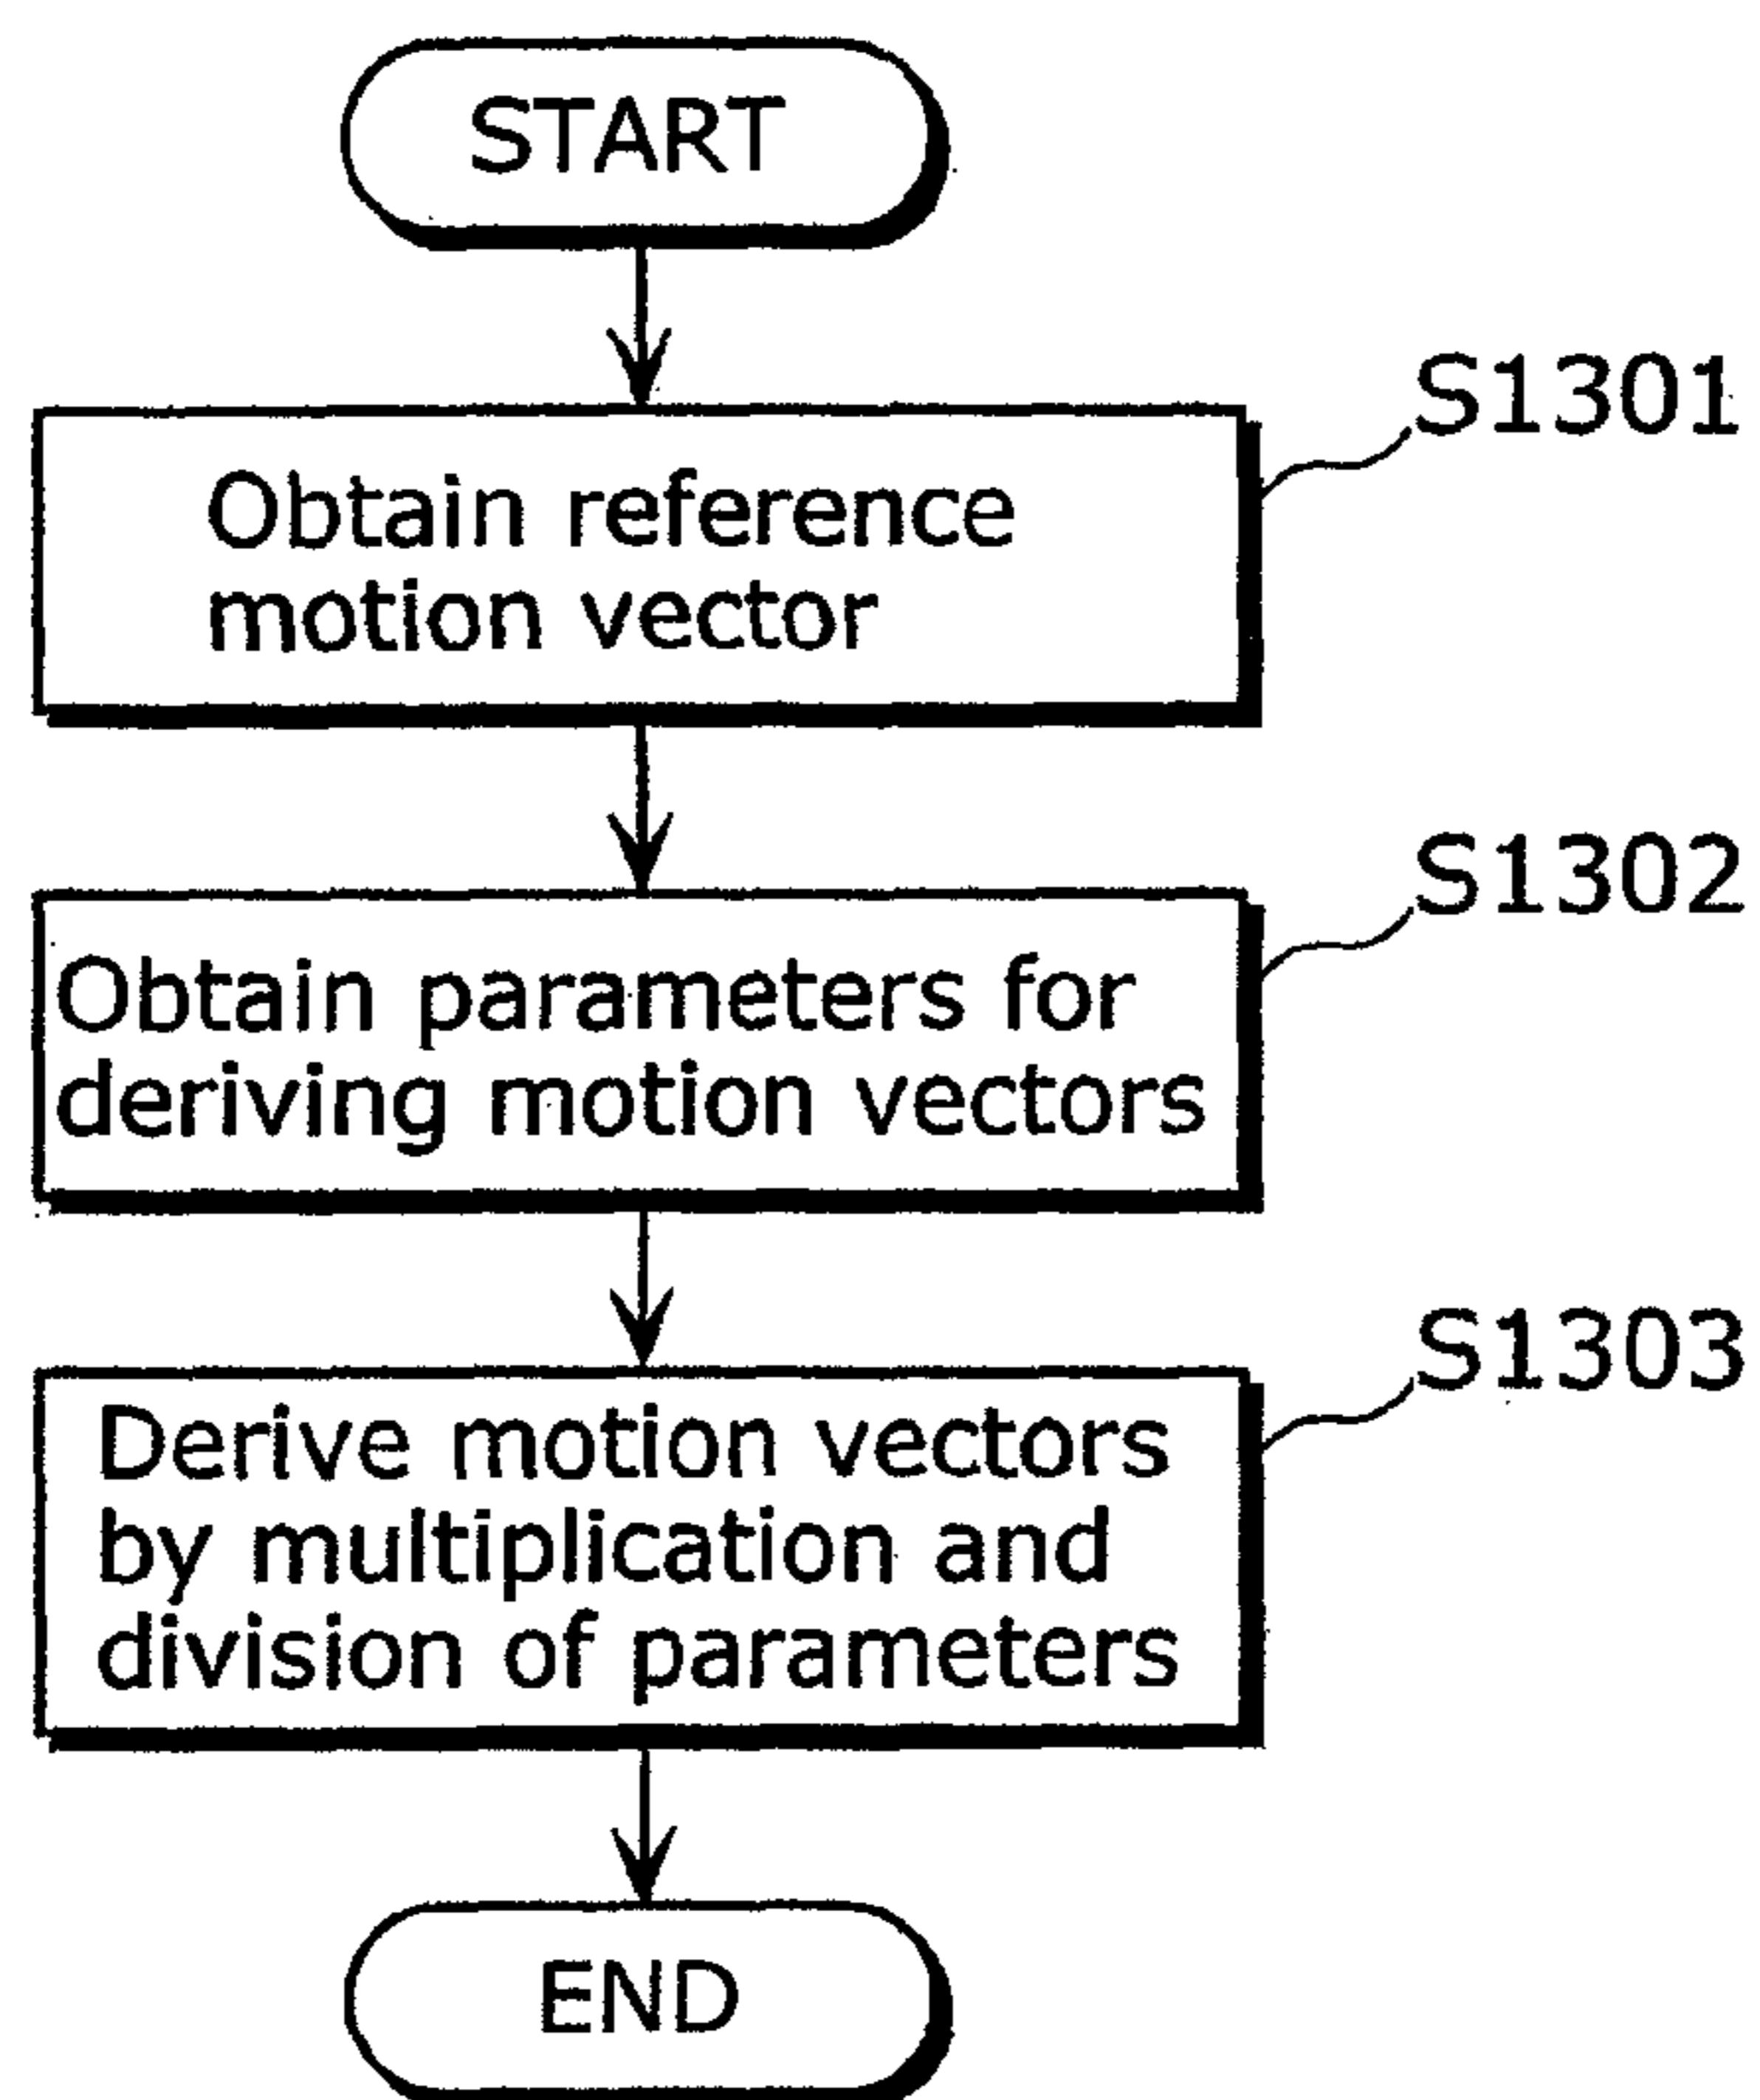 START
S1301
Obtain reference
motion vector
S1302
Obtain parameters for
deriving motion vectors
S1303
Derive motion vectors
by multiplication and
division of parameters
END